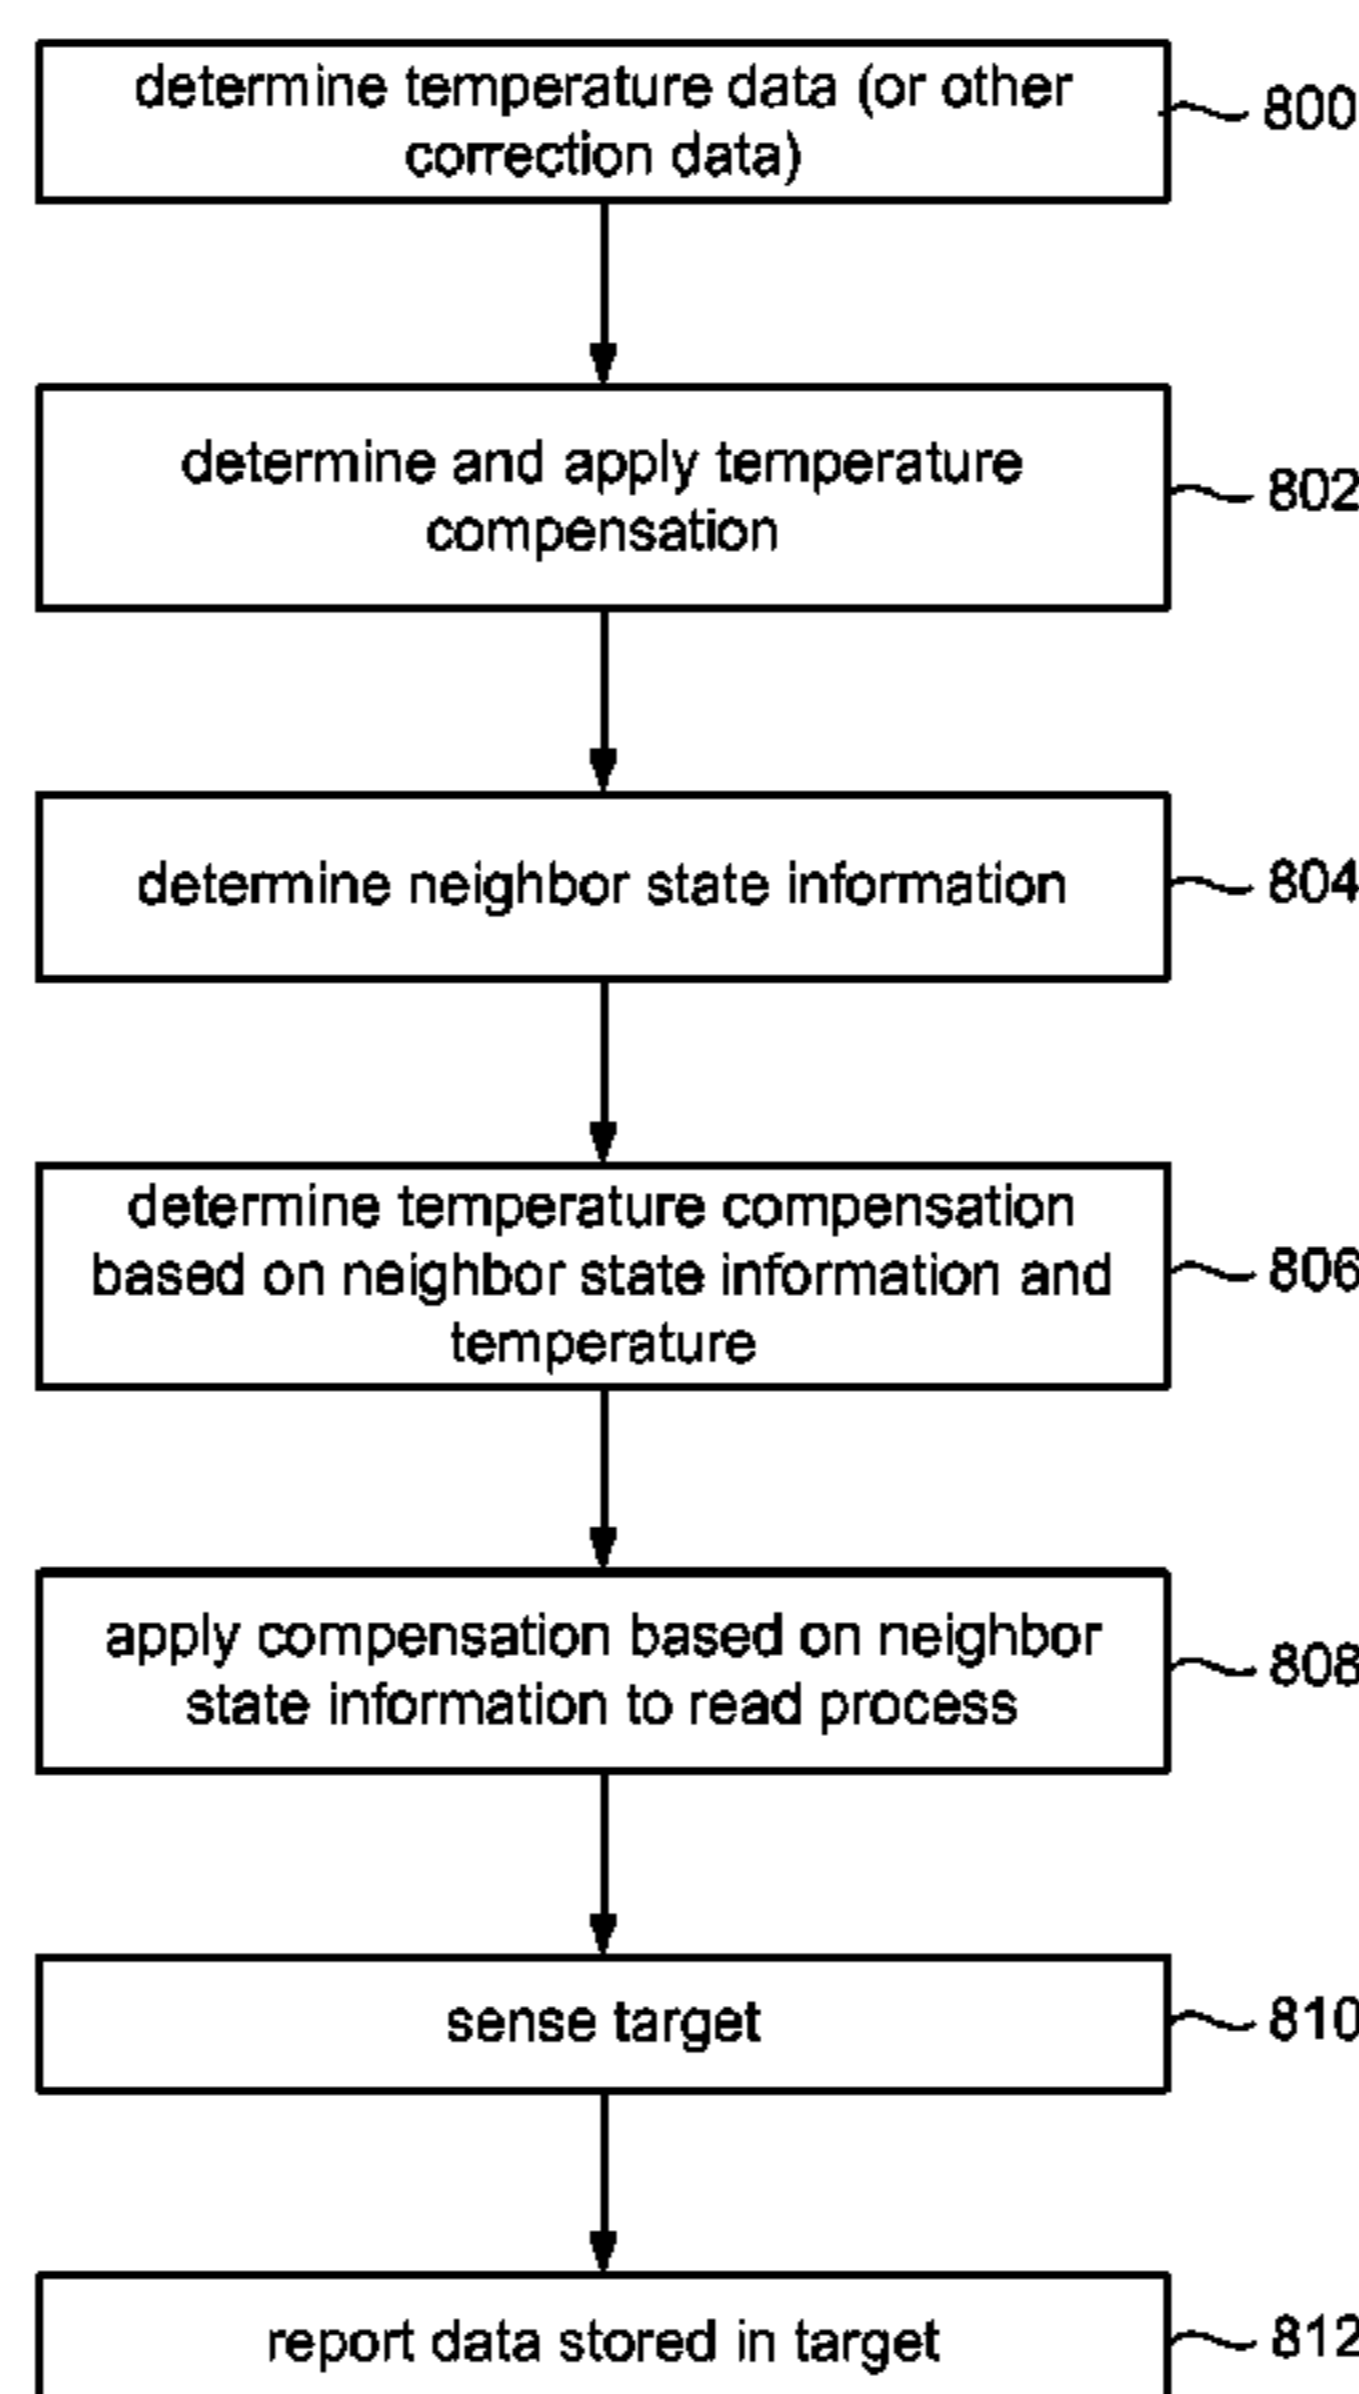 determine temperature data (or other
correction data)
800
determine and apply temperature
compensation
802
determine neighbor state information
804
determine temperature compensation
based on neighbor state information and
temperature
806
apply compensation based on neighbor
state information to read process
808
sense target
810
report data stored in target
812